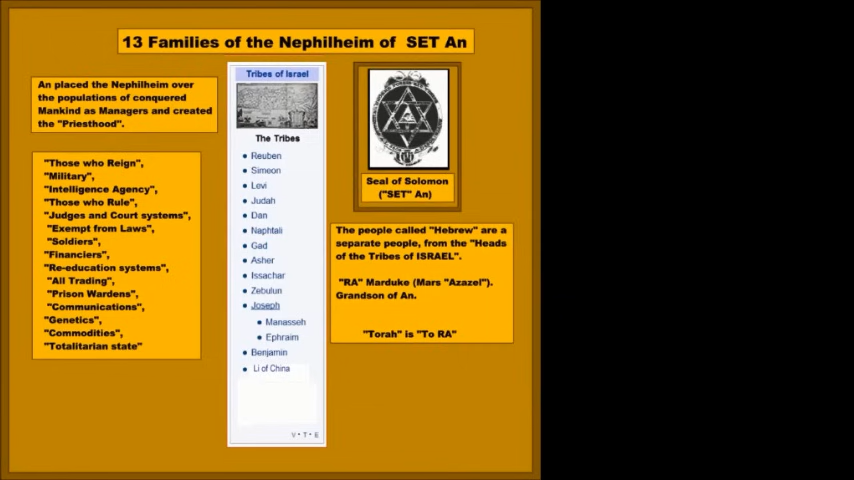 13 Families of the Nephilheim of SET An
An placed the Nephilheim over
the populations of conquered
Mankind as Managers and created
the "Priesthood".
"Those who Reign",
"Military",
"Intelligence Agency",
"Those who Rule",
"Judges and Court systems",
"Exempt from Laws",
"Soldiers",
"Financiers",
"Re-education systems",
"All Trading",
"Prison Wardens",
"Communications",
"Genetics",
"Commodities",
"Totalitarian state"
Tribes of Israel
The Tribes
Reuben
Simeon
Levi
Judah
Dan
Naphtali
Gad
Asher
Issachar
Zebulun
Joseph
Manasseh
Ephraim
Benjamin
Li of China
V • T • E
Seal of Solomon
("SET" An)
The people called "Hebrew" are a
separate people, from the "Heads
of the Tribes of ISRAEL".
"RA" Marduke (Mars "Azazel").
Grandson of An.
"Torah" is "To RA"